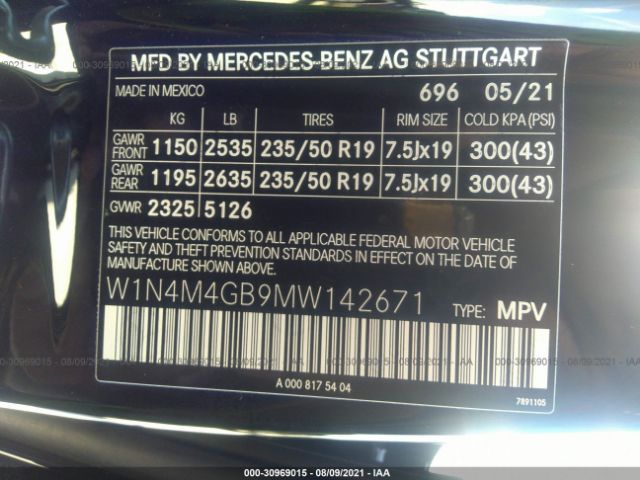 MFD BY MERCEDES-BENZ AG STUTTGART
MADE IN MEXICO 696 05/21
KG LB TIRES RIM SIZE COLD KPA (PSI)
GAWR FRONT 1150 2535 235/50 R19 7.5Jx19 300(43)
GAWR REAR 1195 2635 235/50 R19 7.5Jx19 300(43)
GVWR 2325 5126
THIS VEHICLE CONFORMS TO ALL APPLICABLE FEDERAL MOTOR VEHICLE
SAFETY AND THEFT PREVENTION STANDARDS IN EFFECT ON THE DATE
W1N4M4GB9MW142671 TYPE: MPV
A 000 817 54 04
7891105
000-30969015 - 08/09/2021 - IAA